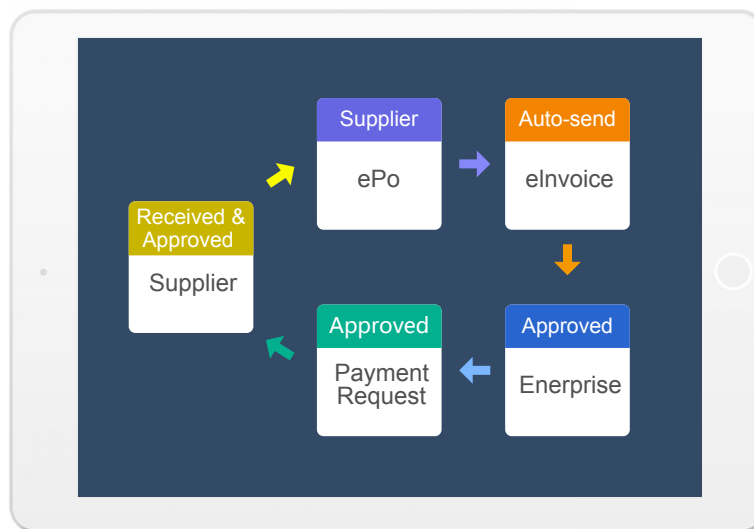 Supplier
ePo
Auto-send
eInvoice
Received &
Approved
Supplier
Approved
Payment
Request
Approved
Enerprise